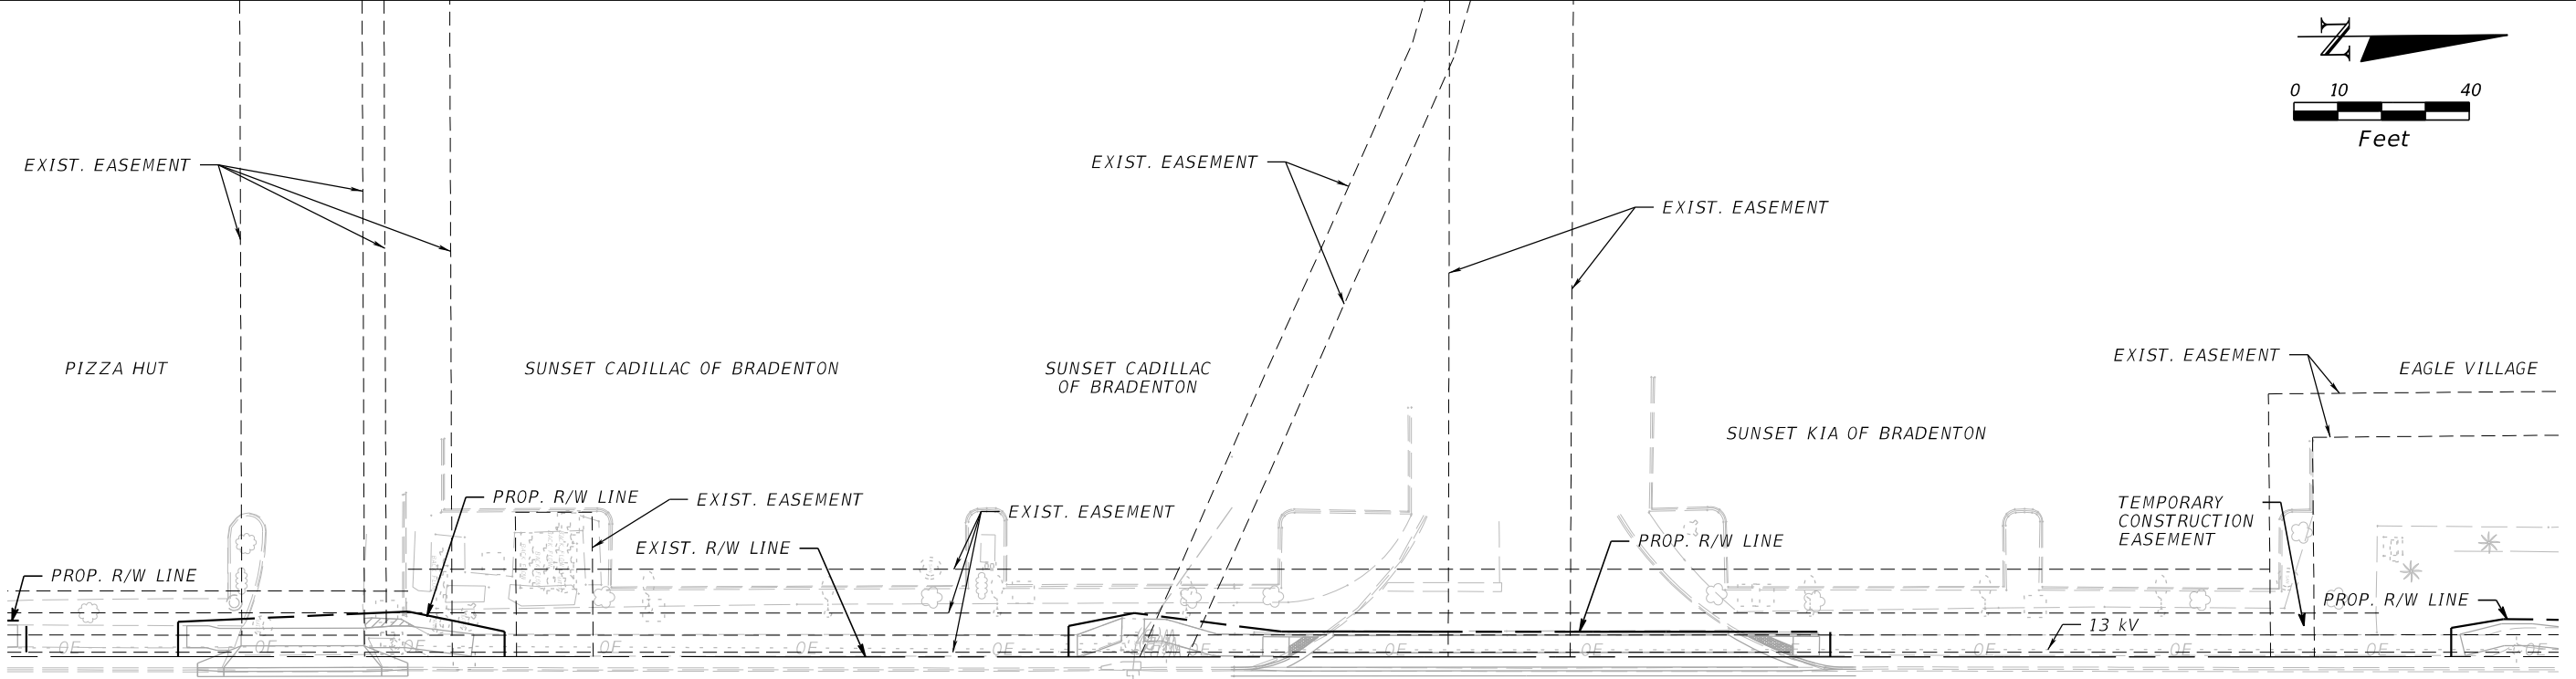 N
0 10 40
Feet
EXIST. EASEMENT
EXIST. EASEMENT
EXIST. EASEMENT
PIZZA HUT
SUNSET CADILLAC OF BRADENTON
SUNSET CADILLAC
OF BRADENTON
EXIST. EASEMENT
EAGLE VILLAGE
SUNSET KIA OF BRADENTON
PROP. R/W LINE
EXIST. EASEMENT
EXIST. EASEMENT
TEMPORARY
CONSTRUCTION
EASEMENT
EXIST. R/W LINE
PROP. R/W LINE
PROP. R/W LINE
PROP. R/W LINE
13 kV
OE OE OE OE OE OE OE OE OE OE OE OE